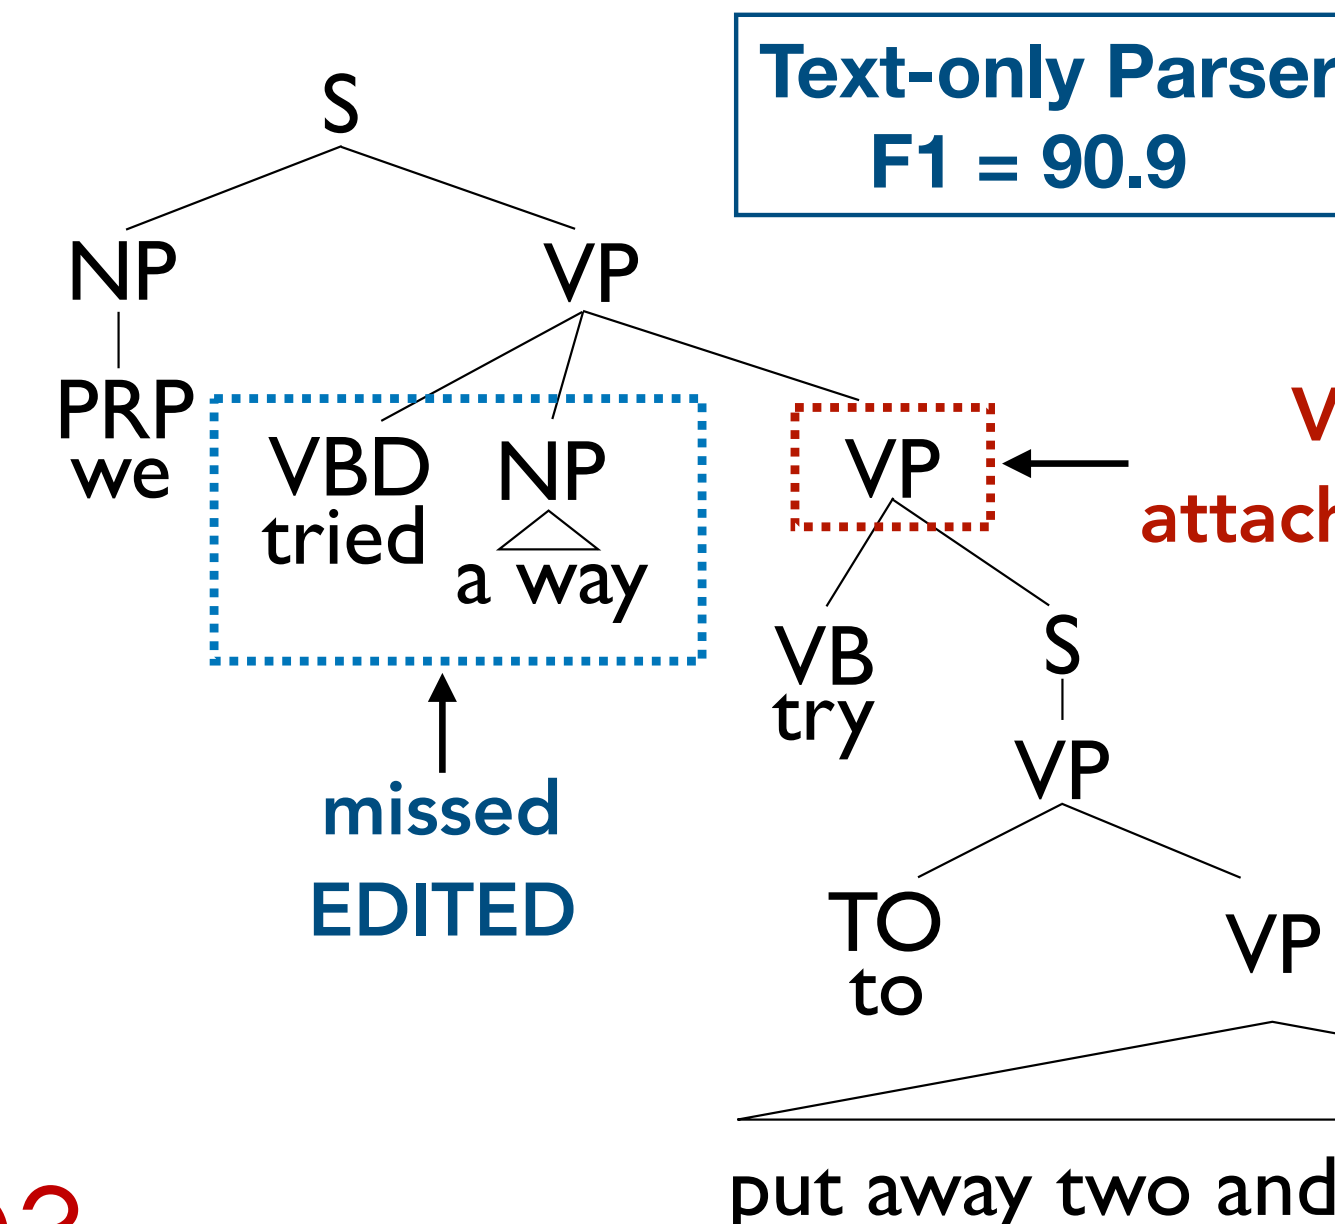 Text-only Parser
F1 = 90.9
S
NP VP
PRP
we
VBD NP VP
tried
a way
attach
VB S
try
VP
missed
EDITED
TO VP
to
put away two and